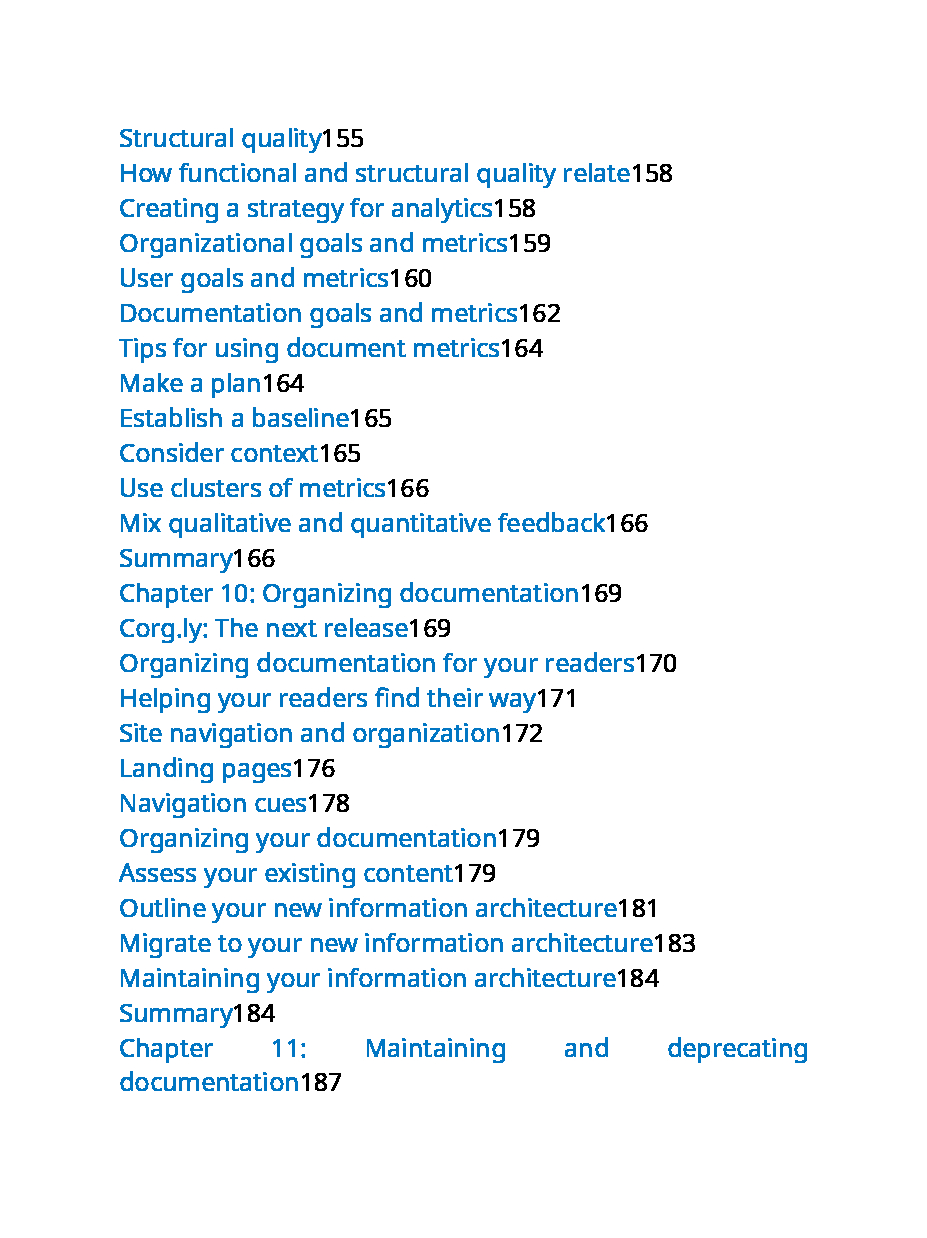 Structural quality155
How functional and structural quality relate158
Creating a strategy for analytics158
Organizational goals and metrics159
User goals and metrics160
Documentation goals and metrics162
Tips for using document metrics164
Make a plan164
Establish a baseline165
Consider context165
Use clusters of metrics166
Mix qualitative and quantitative feedback166
Summary166
Chapter 10: Organizing documentation169
Corg.ly: The next release169
Organizing documentation for your readers170
Helping your readers find their way171
Site navigation and organization172
Landing pages176
Navigation cues178
Organizing your documentation179
Assess your existing content179
Outline your new information architecture181
Migrate to your new information architecture183
Maintaining your information architecture184
Summary184
Chapter 11: Maintaining and deprecating
documentation187